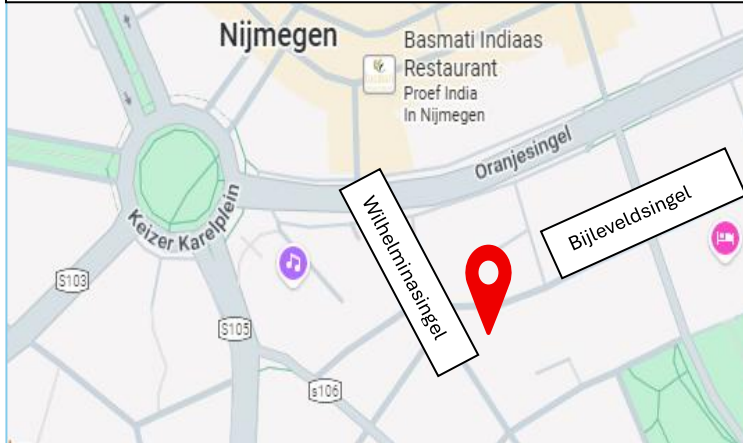 Nijmegen
Basmati Indiaas
Restaurant
Proef India
In Nijmegen
Oranjesingel
Wilhelminasingel
Bijleveldsingel
Keizer Karelplein
S103
S105
s106